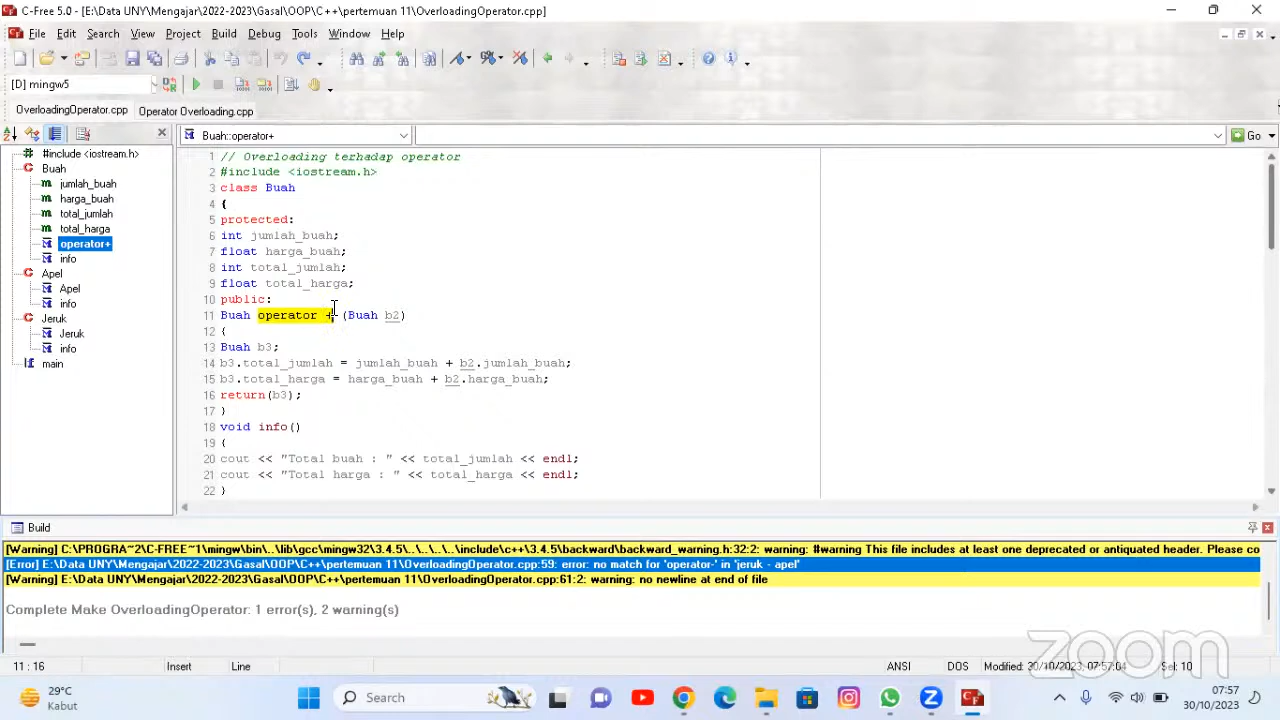 C-Free 5.0 - [E:\Data UNY\Mengajar\2022-2023\Gasal\OOP\C++\pertemuan 11\OverloadingOperator.cpp]
File Edit Search View Project Build Debug Tools Window Help
[D] mingw5
OverloadingOperator.cpp Operator Overloading.cpp
Buah::operator+ Go
#include <iostream.h>
Buah
jumlah_buah
harga_buah
total_jumlah
total_harga
operator+
info
Apel
Apel
info
Jeruk
Jeruk
info
main
1 // Overloading terhadap operator
2 #include <iostream.h>
3 class Buah
4 {
5 protected:
6 int jumlah_buah;
7 float harga_buah;
8 int total_jumlah;
9 float total_harga;
10 public:
11 Buah operator + (Buah b2)
12 {
13 Buah b3;
14 b3.total_jumlah = jumlah_buah + b2.jumlah_buah;
15 b3.total_harga = harga_buah + b2.harga_buah;
16 return(b3);
17 }
18 void info()
19 {
20 cout << "Total buah : " << total_jumlah << endl;
21 cout << "Total harga : " << total_harga << endl;
22 }
Build
[Warning] C:\PROGRA~2\C-FREE~1\mingw\bin\..\lib\gcc\mingw32\3.4.5\..\..\..\..\include\c++\3.4.5\backward\backward_warning.h:32:2: warning: #warning This file includes at least one deprecated or antiquated header. Please co
[Error] E:\Data UNY\Mengajar\2022-2023\Gasal\OOP\C++\pertemuan 11\OverloadingOperator.cpp:59: error: no match for 'operator-' in 'jeruk - apel'
[Warning] E:\Data UNY\Mengajar\2022-2023\Gasal\OOP\C++\pertemuan 11\OverloadingOperator.cpp:61:2: warning: no newline at end of file
Complete Make OverloadingOperator: 1 error(s), 2 warning(s)
zoom
11 : 16 Insert Line ANSI DOS Modified: 30/10/2023, 07:57:04 Sel: 10
29°C
Kabut
Search
07:57
30/10/2023